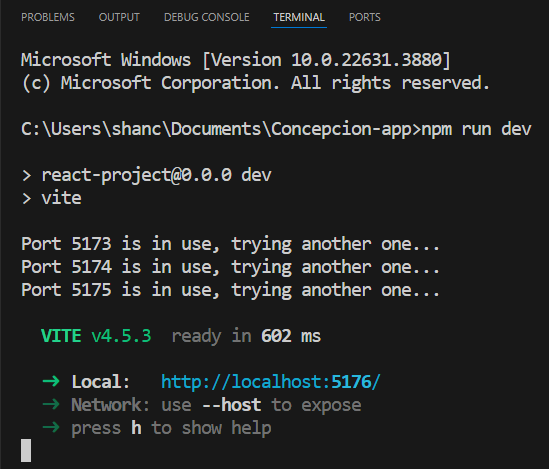 PROBLEMS OUTPUT DEBUG CONSOLE TERMINAL PORTS
Microsoft Windows [Version 10.0.22631.3880]
(c) Microsoft Corporation. All rights reserved.
C:\Users\shanc\Documents\Concepcion-app>npm run dev
> react-project@0.0.0 dev
> vite
Port 5173 is in use, trying another one...
Port 5174 is in use, trying another one...
Port 5175 is in use, trying another one...
VITE v4.5.3 ready in 602 ms
➜ Local: http://localhost:5176/
➜ Network: use --host to expose
➜ press h to show help